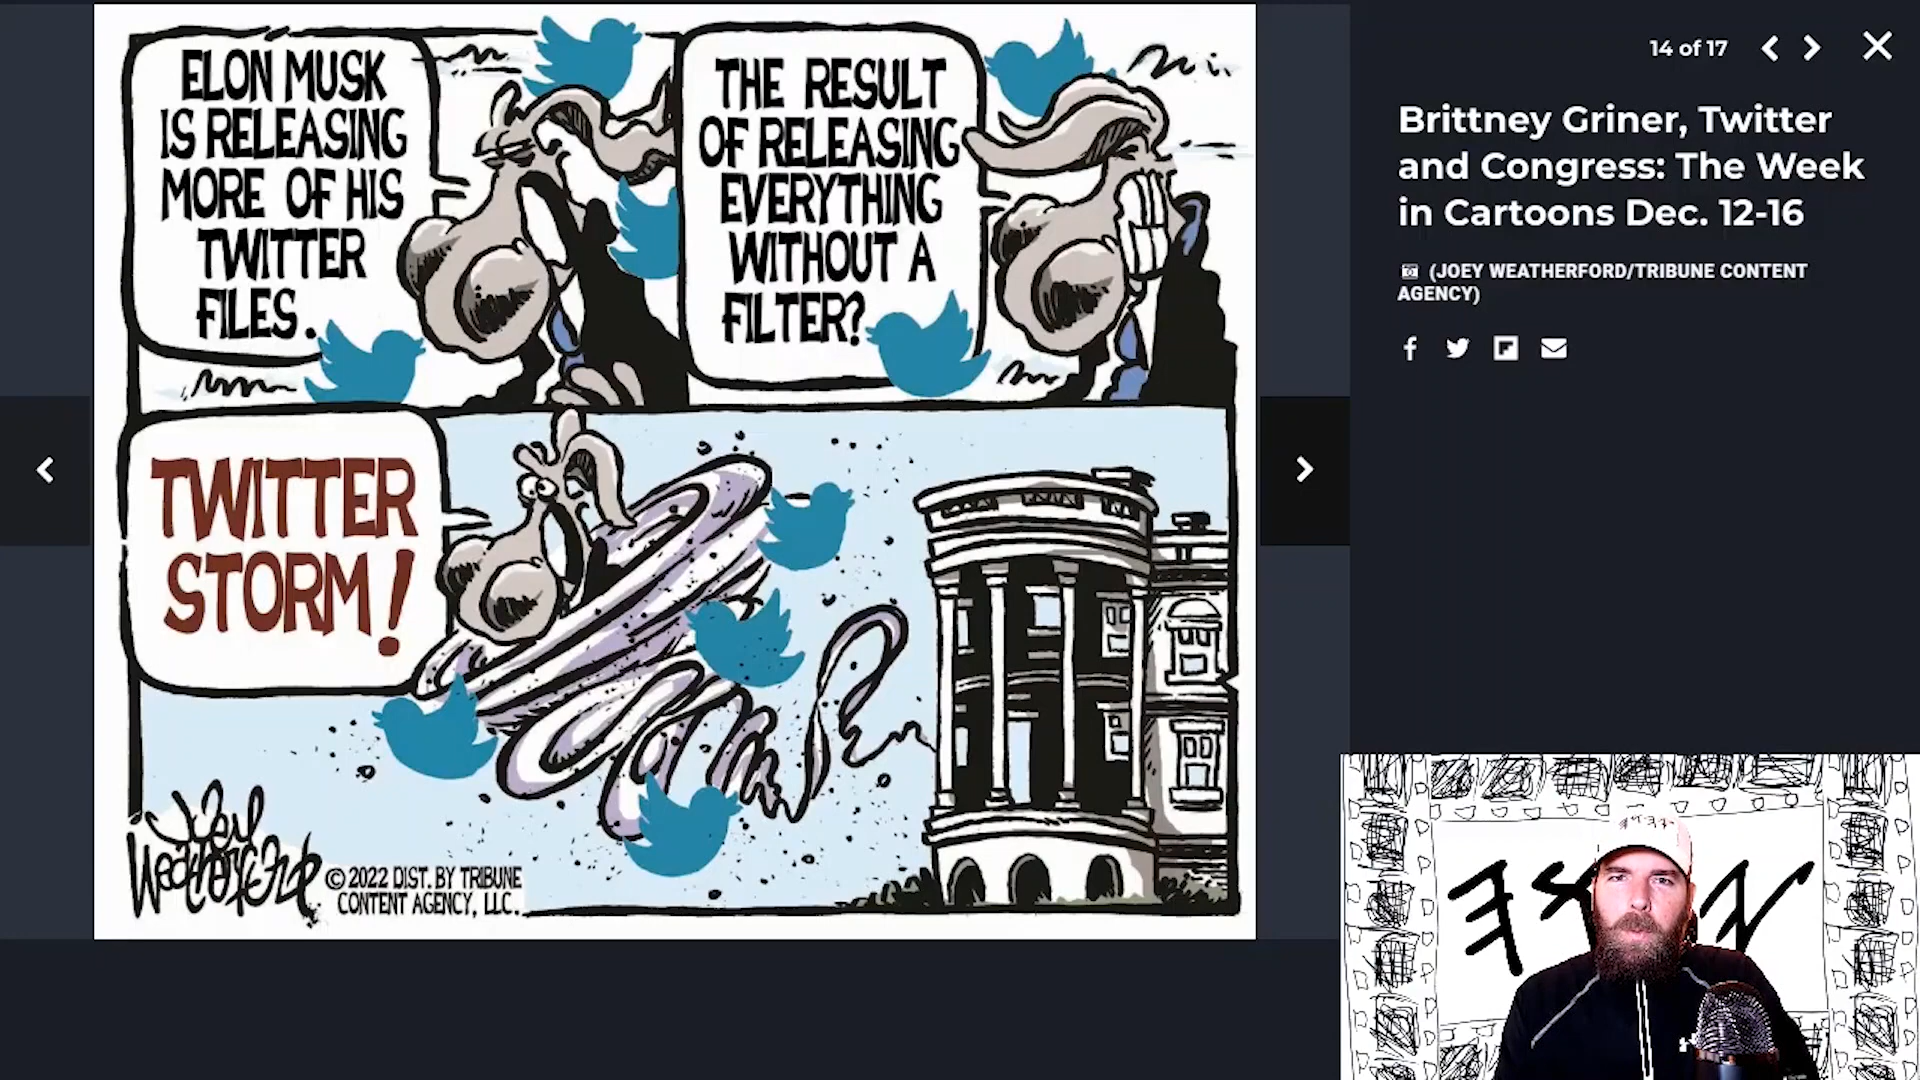 ELON MUSK
IS RELEASING
MORE OF HIS
TWITTER
FILES.
THE RESULT
OF RELEASING
EVERYTHING
WITHOUT A
FILTER?
TWITTER
STORM!
Joey
Weatherford
© 2022 DIST. BY TRIBUNE
CONTENT AGENCY, LLC.
14 of 17
Brittney Griner, Twitter
and Congress: The Week
in Cartoons Dec. 12-16
(JOEY WEATHERFORD/TRIBUNE CONTENT
AGENCY)